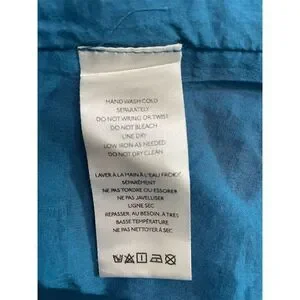 HAND WASH COLD
SEPARATELY
DO NOT WRING OR TWIST
DO NOT BLEACH
LINE DRY
LOW IRON AS NEEDED
DO NOT DRY CLEAN
LAVER À LA MAIN À L'EAU FROIDE
SÉPARÉMENT
NE PAS TORDRE OU ESSORER
NE PAS JAVELLISER
LIGNE SEC
REPASSER, AU BESOIN, À TRÈS
BASSE TEMPÉRATURE
NE PAS NETTOYER À SEC